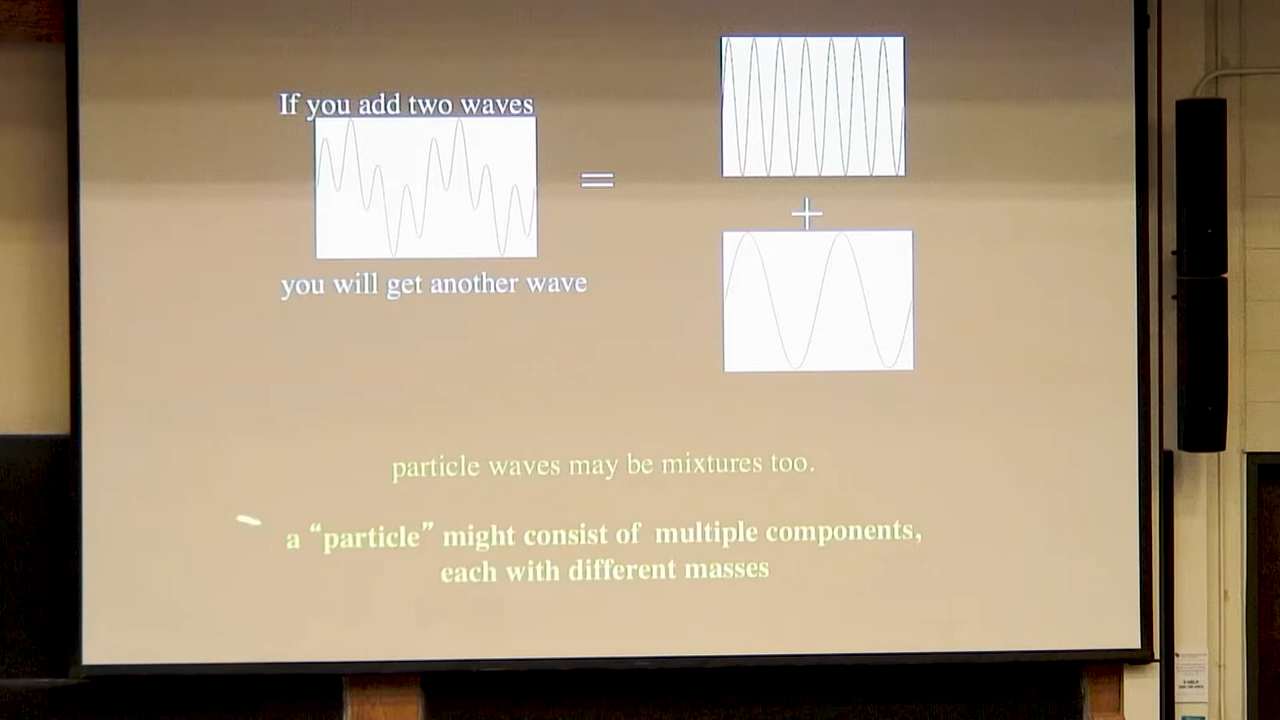 If you add two waves
=
+
you will get another wave
particle waves may be mixtures too.
a “particle” might consist of multiple components,
each with different masses